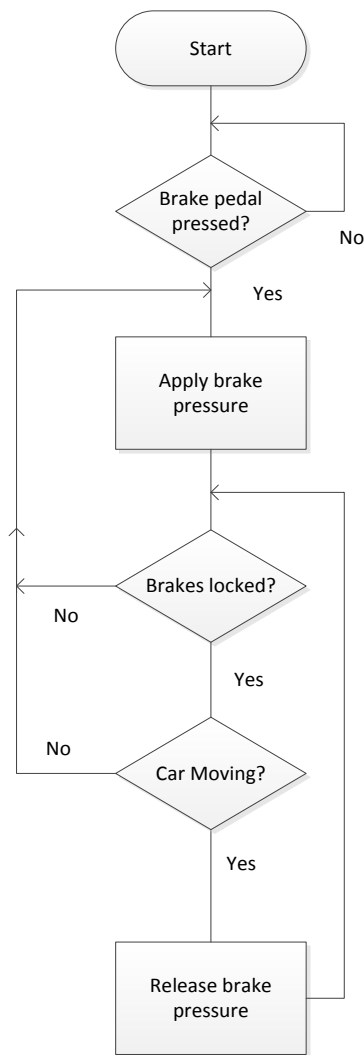 Start
Brake pedal
pressed?
No
Yes
Apply brake
pressure
Brakes locked?
No
Yes
No
Car Moving?
Yes
Release brake
pressure